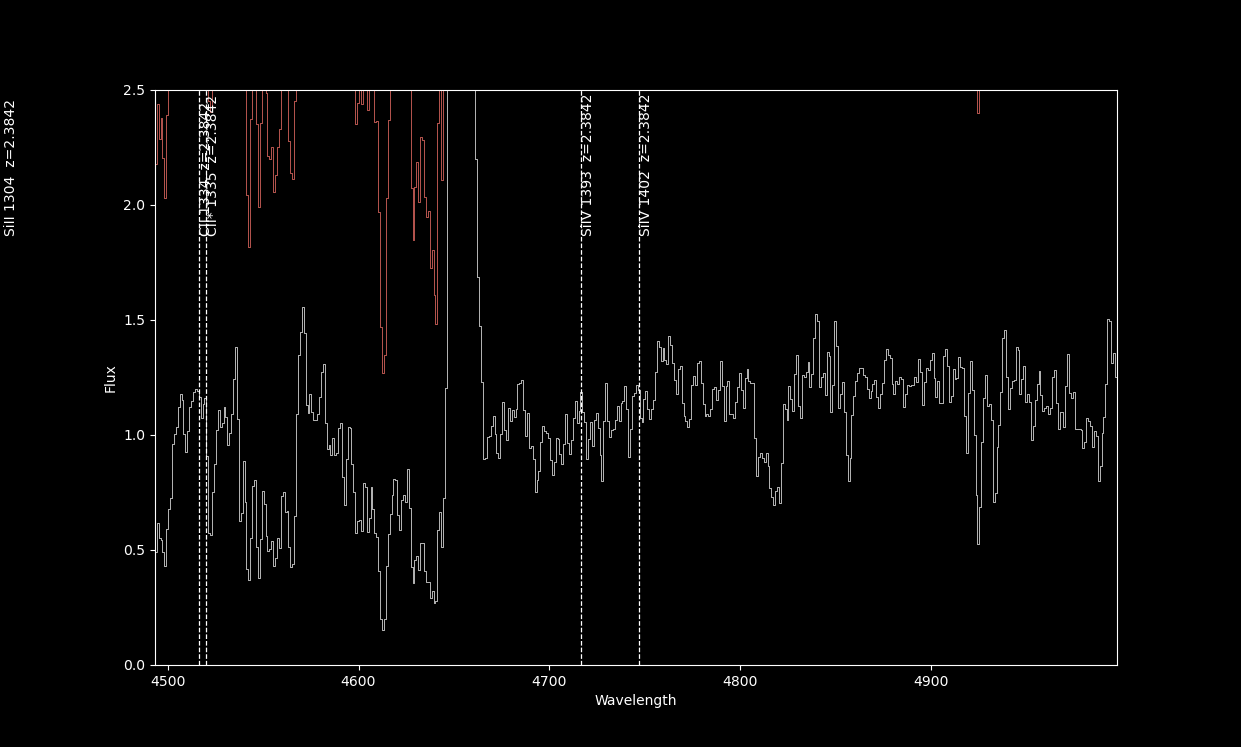 SiII 1304 z=2.3842
CII 1334 z=2.3842
CII* 1335 z=2.3842
SiIV 1393 z=2.3842
SiIV 1402 z=2.3842
2.5
2.0
1.5
1.0
0.5
0.0
Flux
4500 4600 4700 4800 4900
Wavelength